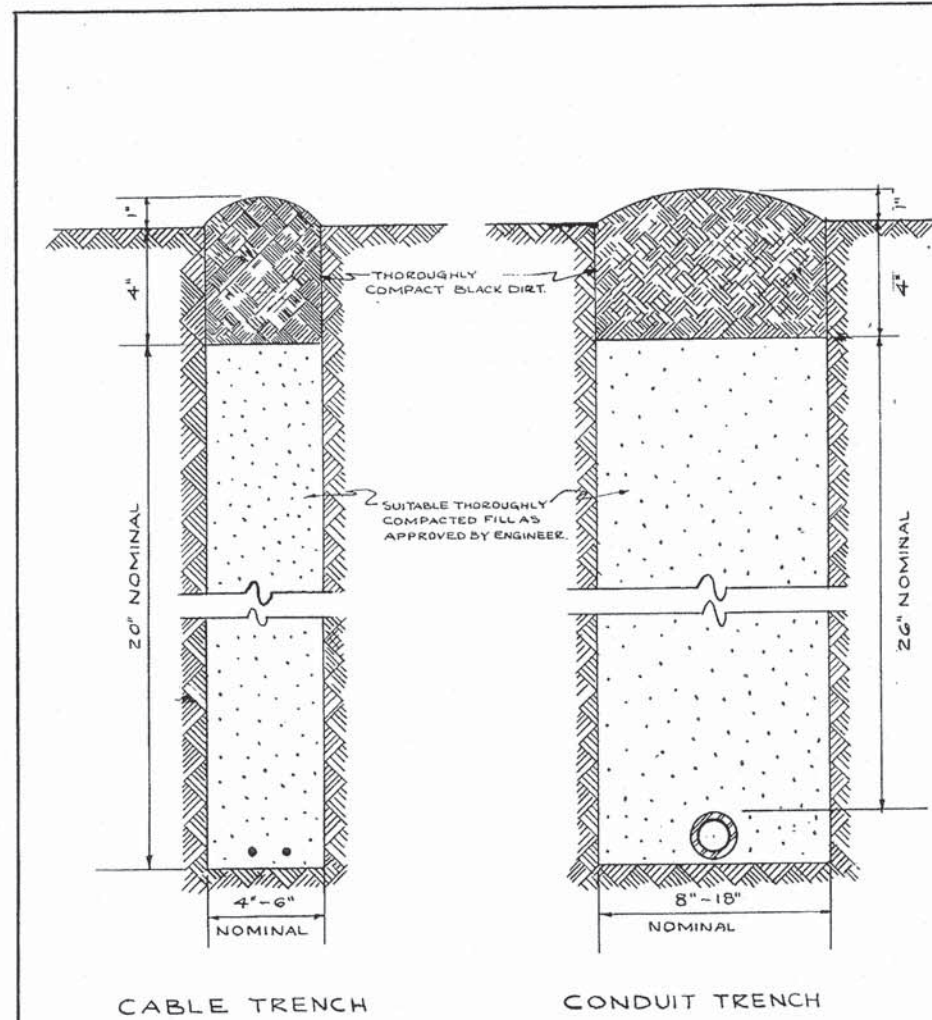 1"
4"
20" NOMINAL
THOROUGHLY
COMPACT BLACK DIRT.
SUITABLE THOROUGHLY
COMPACTED FILL AS
APPROVED BY ENGINEER.
4"-6"
NOMINAL
CABLE TRENCH
1"
4"
26" NOMINAL
8"-18"
NOMINAL
CONDUIT TRENCH